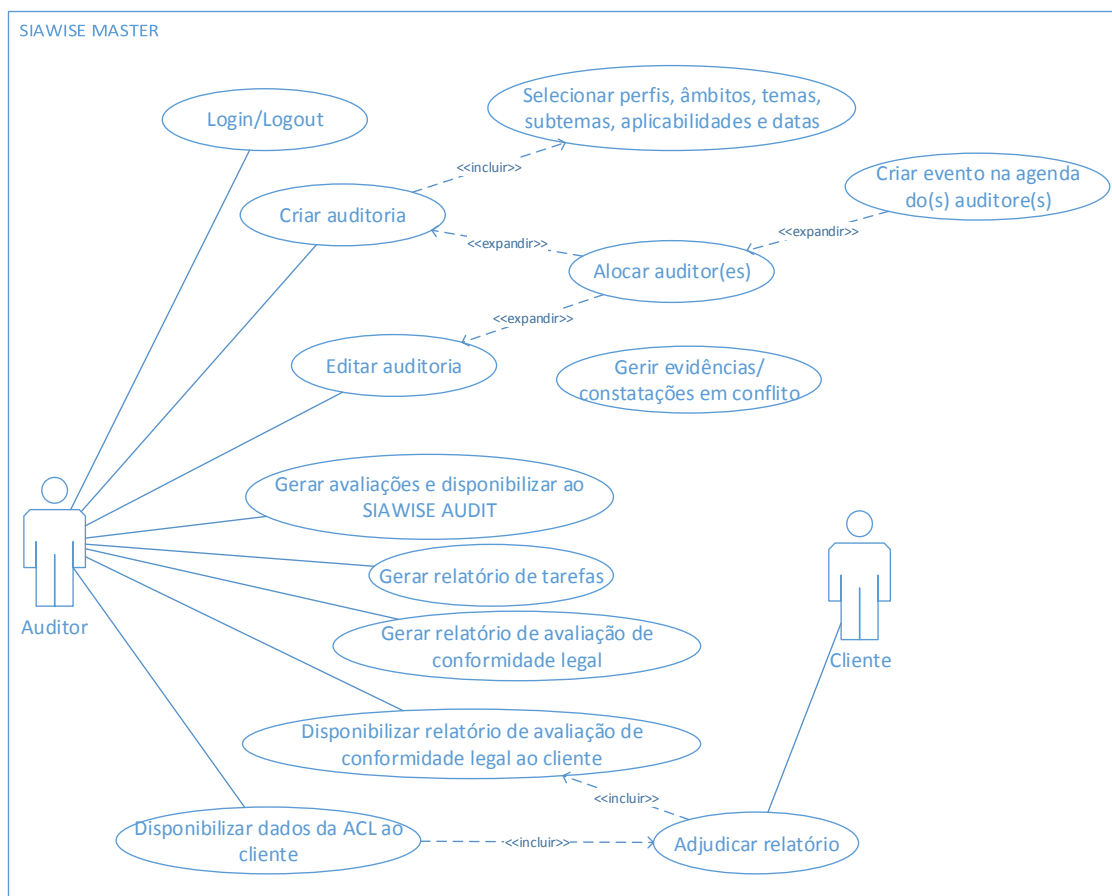 SIAWISE MASTER
Login/Logout
Selecionar perfis, âmbitos, temas,
subtemas, aplicabilidades e datas
<<incluir>>
Criar auditoria
Criar evento na agenda
do(s) auditore(s)
<<expandir>>
<<expandir>>
Alocar auditor(es)
<<expandir>>
Editar auditoria
Gerir evidências/
constatações em conflito
Gerar avaliações e disponibilizar ao
SIAWISE AUDIT
Gerar relatório de tarefas
Auditor
Gerar relatório de avaliação de
conformidade legal
Cliente
Disponibilizar relatório de avaliação de
conformidade legal ao cliente
<<incluir>>
Disponibilizar dados da ACL ao
cliente
<<incluir>>
Adjudicar relatório